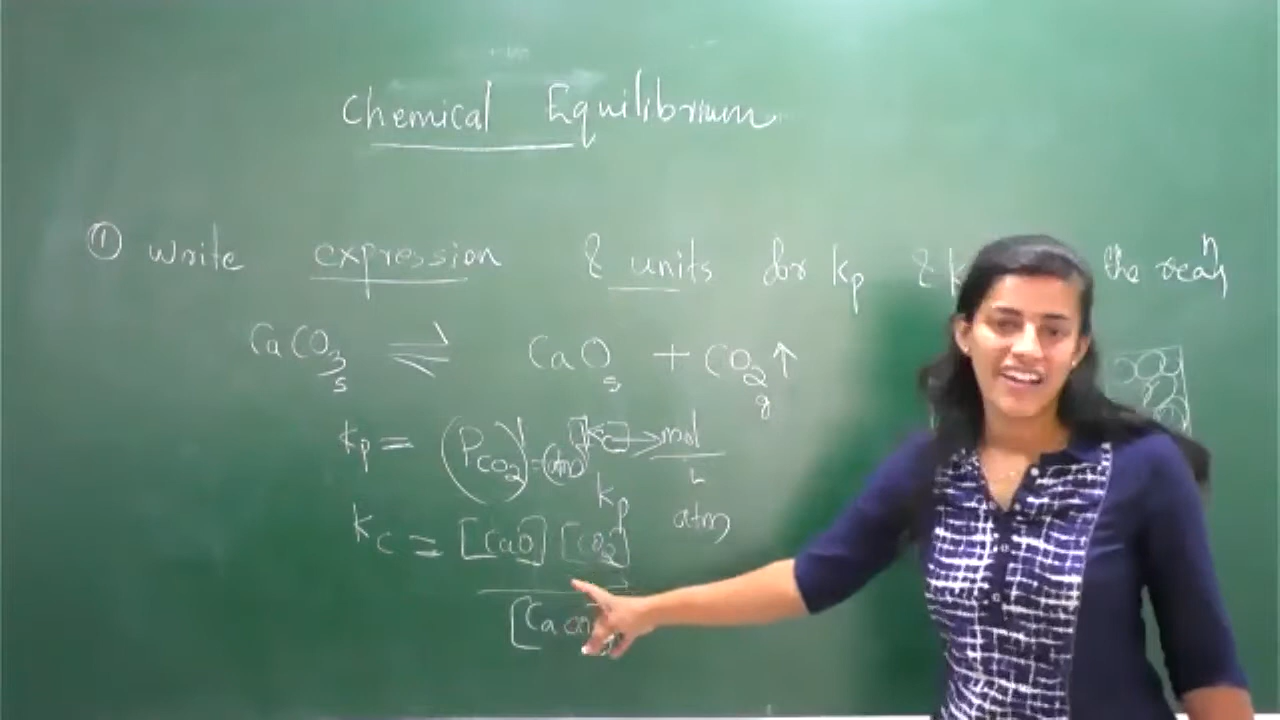 Chemical Equilibrium
① write expression & units for kp & k the reaⁿ
CaCO₃ s ⇌ CaO s + CO₂ ↑ g
kp = (PCO₂)¹ = (atm)¹
kc → mol / L
kp atm
kc = [CaO] [CO₂]
[Ca